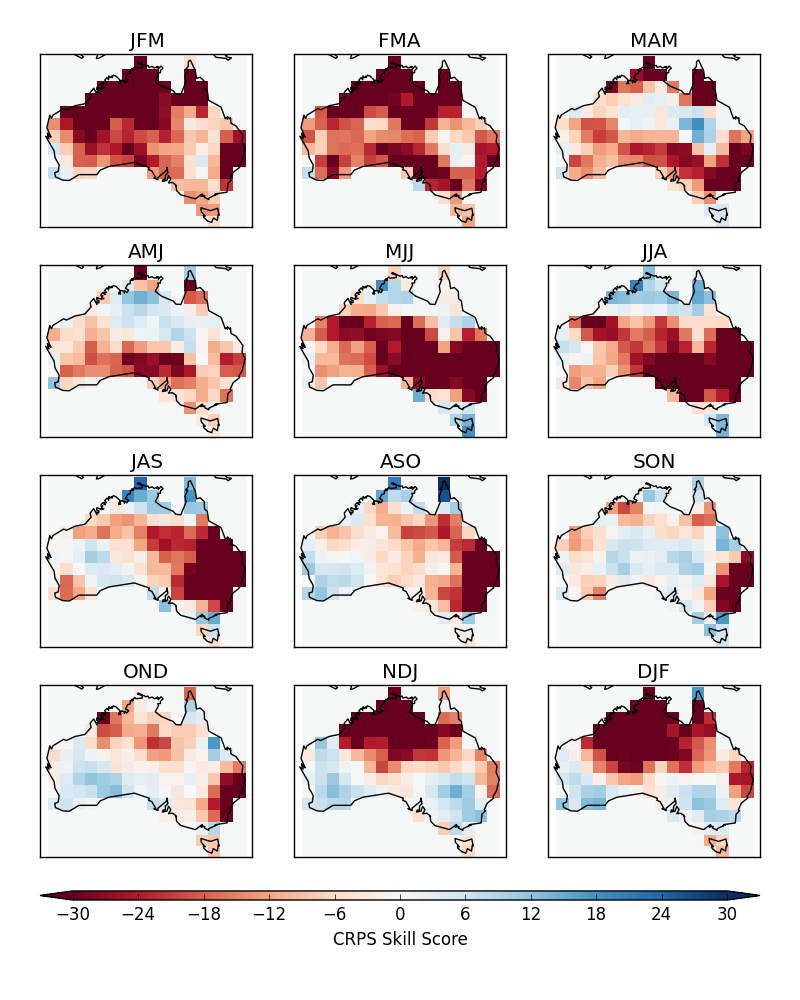 JFM FMA MAM
AMJ MJJ JJA
JAS ASO SON
OND NDJ DJF
−30 −24 −18 −12 −6 0 6 12 18 24 30
CRPS Skill Score